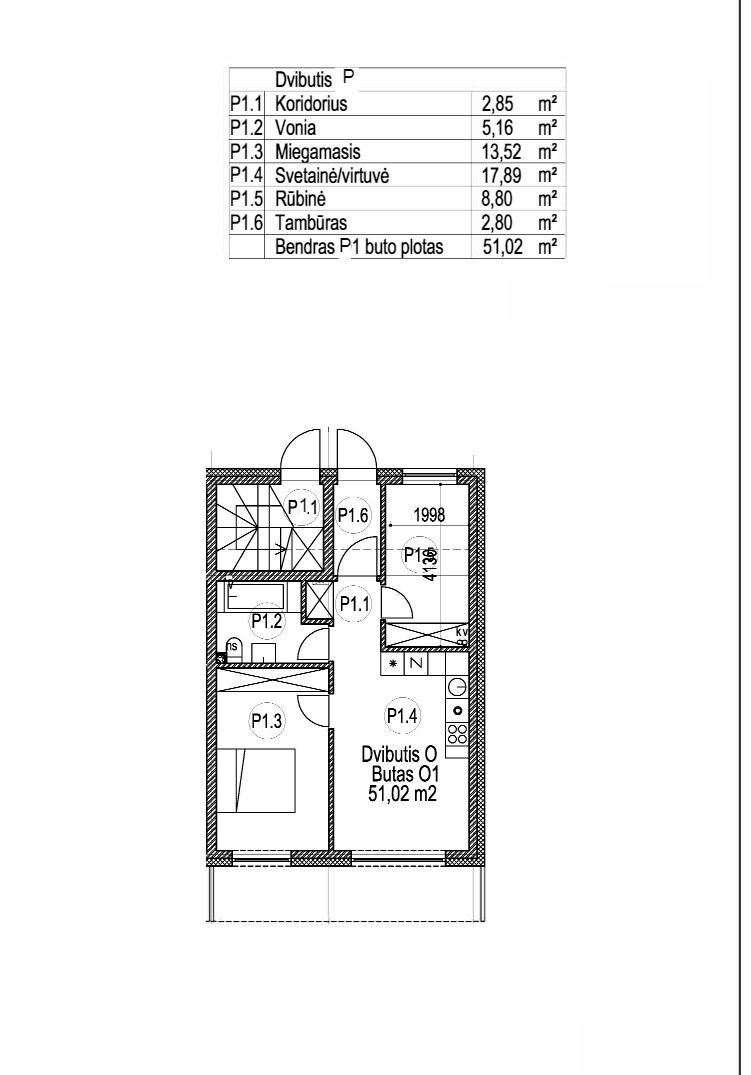 Dvibutis P
P1.1 Koridorius 2,85 m²
P1.2 Vonia 5,16 m²
P1.3 Miegamasis 13,52 m²
P1.4 Svetainė/virtuvė 17,89 m²
P1.5 Rūbinė 8,80 m²
P1.6 Tambūras 2,80 m²
Bendras P1 buto plotas 51,02 m²
P1.1
P1.6
1998
4130
P1.1
P1.2
kv
ns
Z
P1.3
P1.4
Dvibutis O
Butas O1
51,02 m2